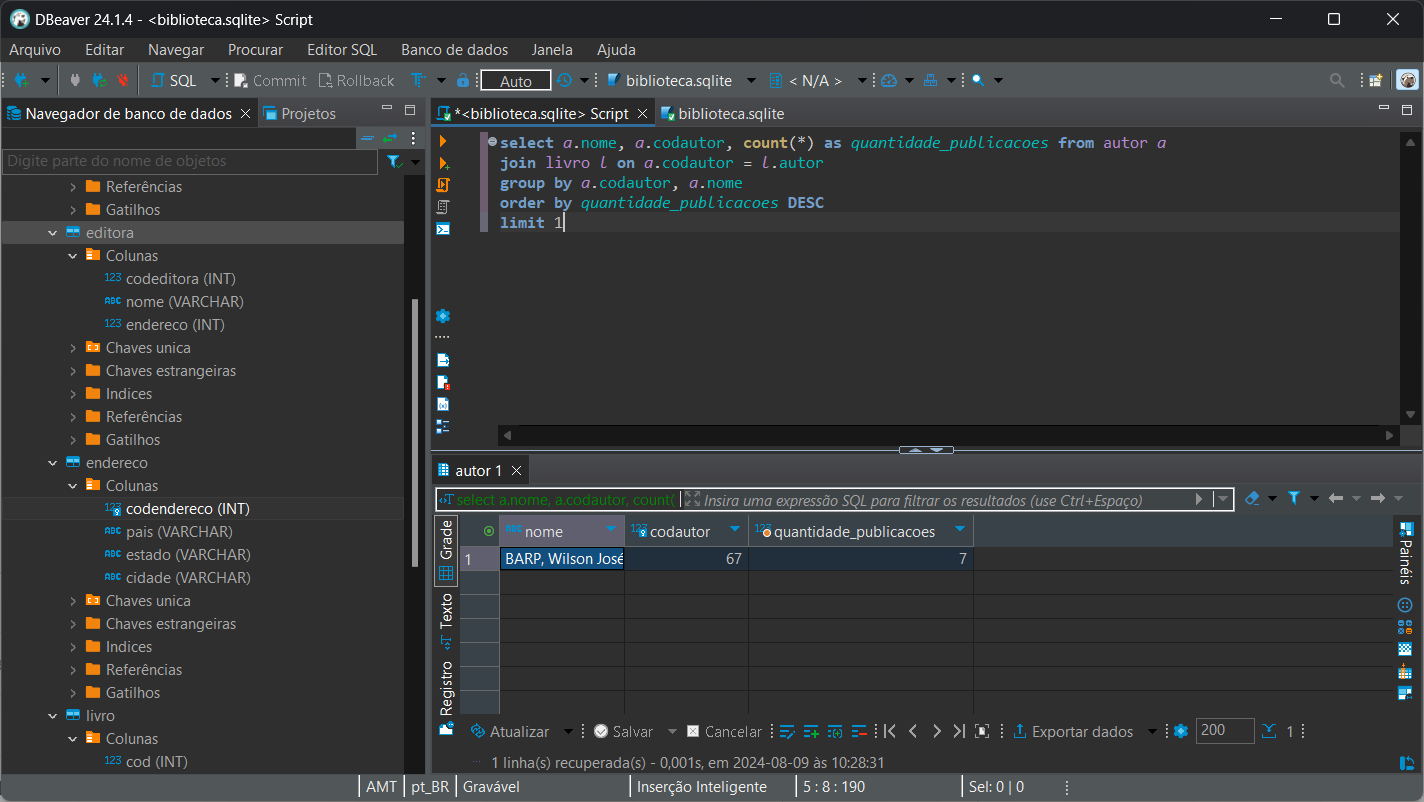 DBeaver 24.1.4 - <biblioteca.sqlite> Script
Arquivo Editar Navegar Procurar Editor SQL Banco de dados Janela Ajuda
SQL Commit Rollback Auto biblioteca.sqlite < N/A >
Navegador de banco de dados Projetos
Digite parte do nome de objetos
Referências
Gatilhos
editora
Colunas
123 codeditora (INT)
ABC nome (VARCHAR)
123 endereco (INT)
Chaves unica
Chaves estrangeiras
Indices
Referências
Gatilhos
endereco
Colunas
123 codendereco (INT)
ABC pais (VARCHAR)
ABC estado (VARCHAR)
ABC cidade (VARCHAR)
Chaves unica
Chaves estrangeiras
Indices
Referências
Gatilhos
livro
Colunas
123 cod (INT)
*<biblioteca.sqlite> Script biblioteca.sqlite
select a.nome, a.codautor, count(*) as quantidade_publicacoes from autor a
join livro l on a.codautor = l.autor
group by a.codautor, a.nome
order by quantidade_publicacoes DESC
limit 1
autor 1
select a.nome, a.codautor, count( Insira uma expressão SQL para filtrar os resultados (use Ctrl+Espaço)
Grade
Texto
Registro
ABC nome 123 codautor 123 quantidade_publicacoes
1 BARP, Wilson José 67 7
Painéis
Atualizar Salvar Cancelar Exportar dados 200 1
1 linha(s) recuperada(s) - 0,001s, em 2024-08-09 às 10:28:31
AMT pt_BR Gravável Inserção Inteligente 5 : 8 : 190 Sel: 0 | 0